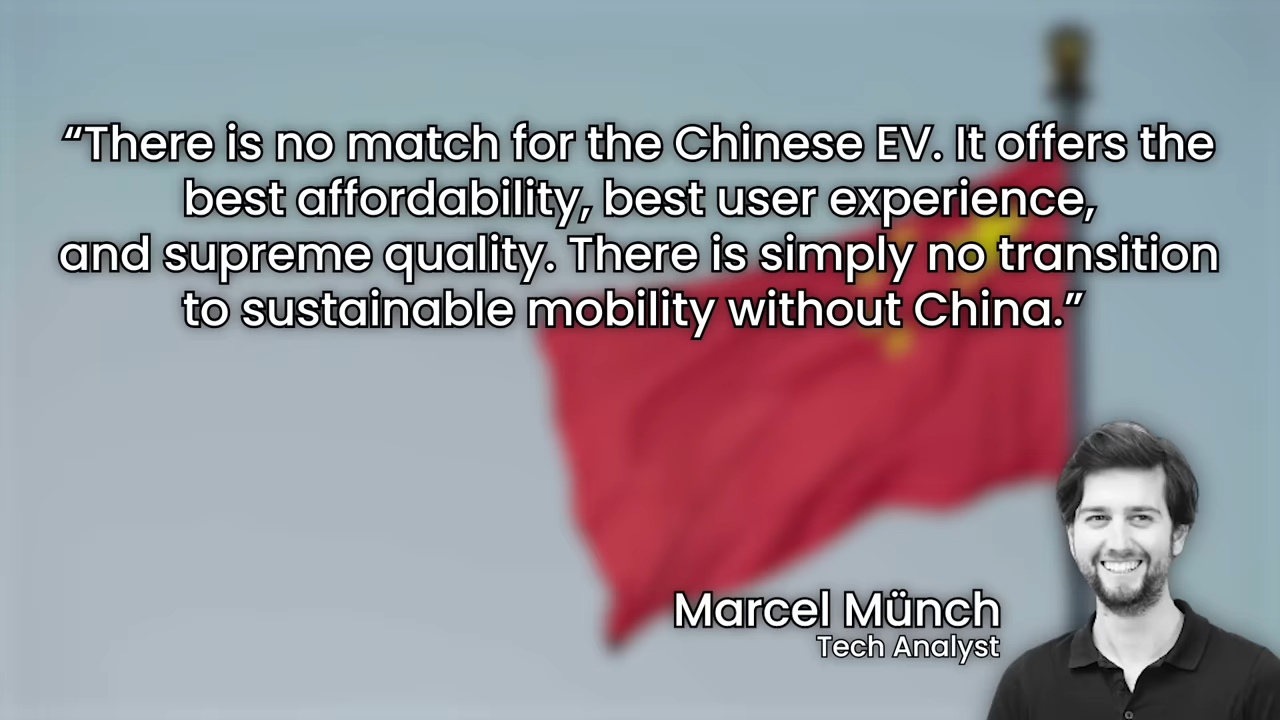 “There is no match for the Chinese EV. It offers the
best affordability, best user experience,
and supreme quality. There is simply no transition
to sustainable mobility without China.”
Marcel Münch
Tech Analyst